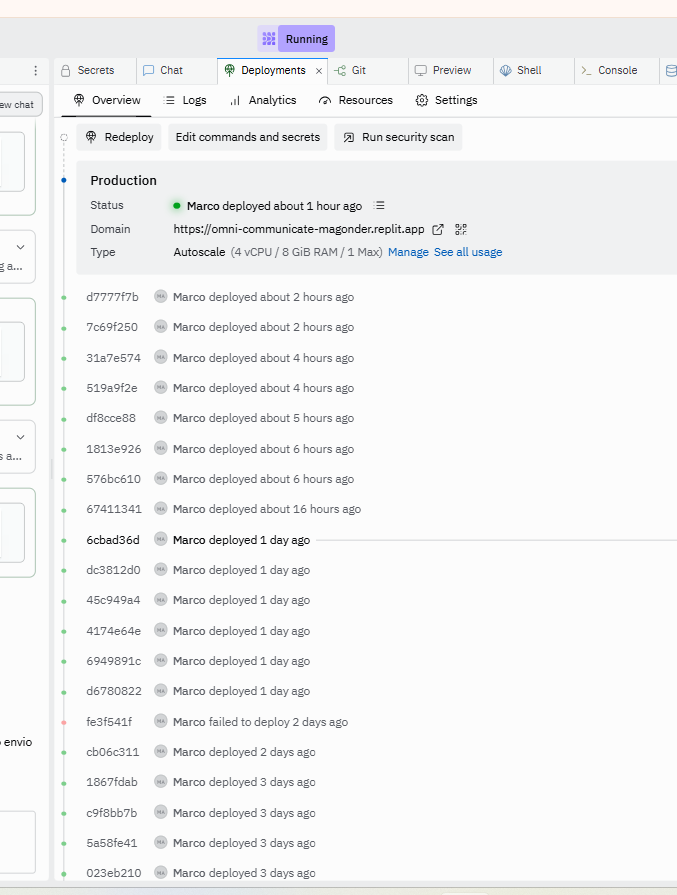 Running
Secrets
Chat
Deployments ×
Git
Preview
Shell
Console
ew chat
Overview
Logs
Analytics
Resources
Settings
Redeploy
Edit commands and secrets
Run security scan
Production
Status Marco deployed about 1 hour ago
Domain https://omni-communicate-magonder.replit.app
Type Autoscale (4 vCPU / 8 GiB RAM / 1 Max) Manage See all usage
g a...
d7777f7b MA Marco deployed about 2 hours ago
7c69f250 MA Marco deployed about 2 hours ago
31a7e574 MA Marco deployed about 4 hours ago
519a9f2e MA Marco deployed about 4 hours ago
df8cce88 MA Marco deployed about 5 hours ago
1813e926 MA Marco deployed about 6 hours ago
s a...
576bc610 MA Marco deployed about 6 hours ago
67411341 MA Marco deployed about 16 hours ago
6cbad36d MA Marco deployed 1 day ago
dc3812d0 MA Marco deployed 1 day ago
45c949a4 MA Marco deployed 1 day ago
4174e64e MA Marco deployed 1 day ago
6949891c MA Marco deployed 1 day ago
d6780822 MA Marco deployed 1 day ago
fe3f541f MA Marco failed to deploy 2 days ago
o envio
cb06c311 MA Marco deployed 2 days ago
1867fdab MA Marco deployed 3 days ago
c9f8bb7b MA Marco deployed 3 days ago
5a58fe41 MA Marco deployed 3 days ago
023eb210 MA Marco deployed 3 days ago